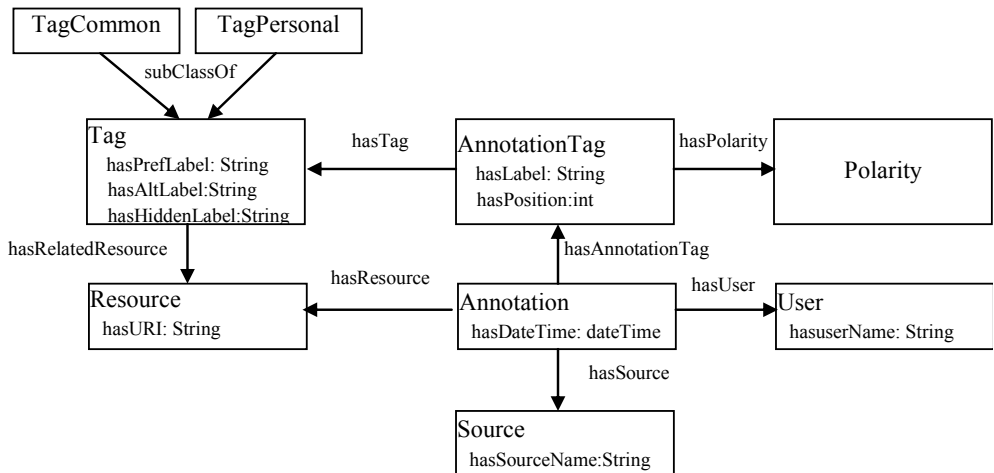 TagCommon
TagPersonal
subClassOf
Tag
hasPrefLabel: String
hasAltLabel:String
hasHiddenLabel:String
hasTag
AnnotationTag
hasLabel: String
hasPosition:int
hasPolarity
Polarity
hasRelatedResource
hasAnnotationTag
Resource
hasURI: String
hasResource
Annotation
hasDateTime: dateTime
hasUser
User
hasuserName: String
hasSource
Source
hasSourceName:String